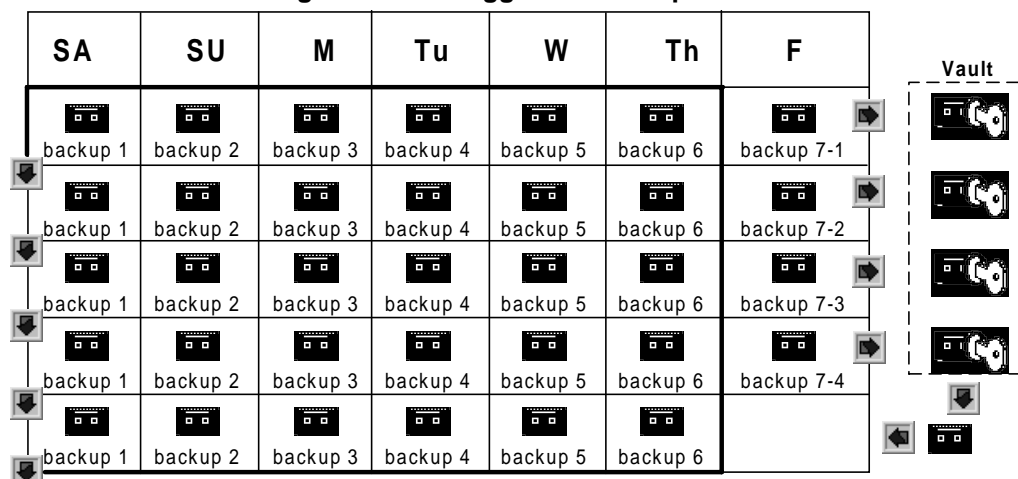 SA SU M Tu W Th F
Vault
backup 1 backup 2 backup 3 backup 4 backup 5 backup 6 backup 7-1
backup 1 backup 2 backup 3 backup 4 backup 5 backup 6 backup 7-2
backup 1 backup 2 backup 3 backup 4 backup 5 backup 6 backup 7-3
backup 1 backup 2 backup 3 backup 4 backup 5 backup 6 backup 7-4
backup 1 backup 2 backup 3 backup 4 backup 5 backup 6